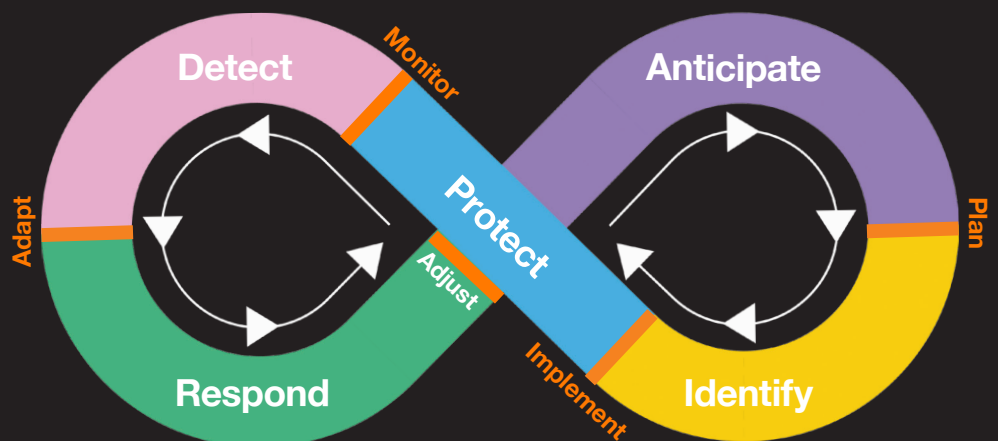 Detect
Monitor
Anticipate
Protect
Adapt
Plan
Adjust
Implement
Respond
Identify